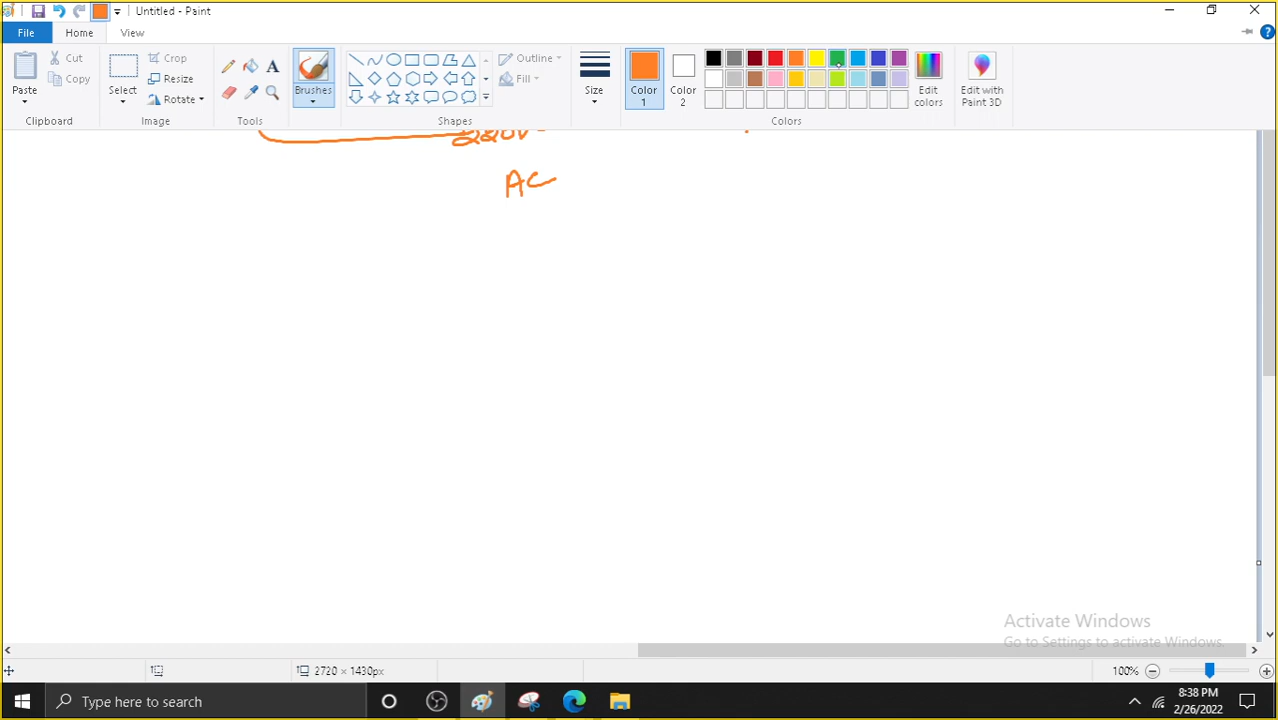 Untitled - Paint
File Home View
Paste
Cut
Copy
Clipboard
Select
Crop
Resize
Rotate
Image
A
Tools
Brushes
Shapes
Outline
Fill
Size
Color 1
Color 2
Colors
Edit colors
Edit with Paint 3D
220V
AC
Activate Windows
Go to Settings to activate Windows.
2720 × 1430px
100%
Type here to search
8:38 PM
2/26/2022